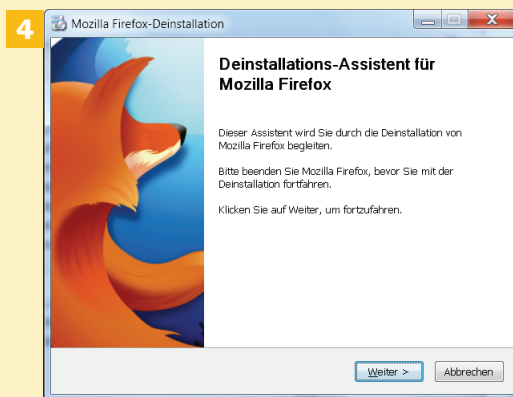 4
Mozilla Firefox-Deinstallation
Deinstallations-Assistent für
Mozilla Firefox
Dieser Assistent wird Sie durch die Deinstallation von
Mozilla Firefox begleiten.
Bitte beenden Sie Mozilla Firefox, bevor Sie mit der
Deinstallation fortfahren.
Klicken Sie auf Weiter, um fortzufahren.
Weiter > Abbrechen